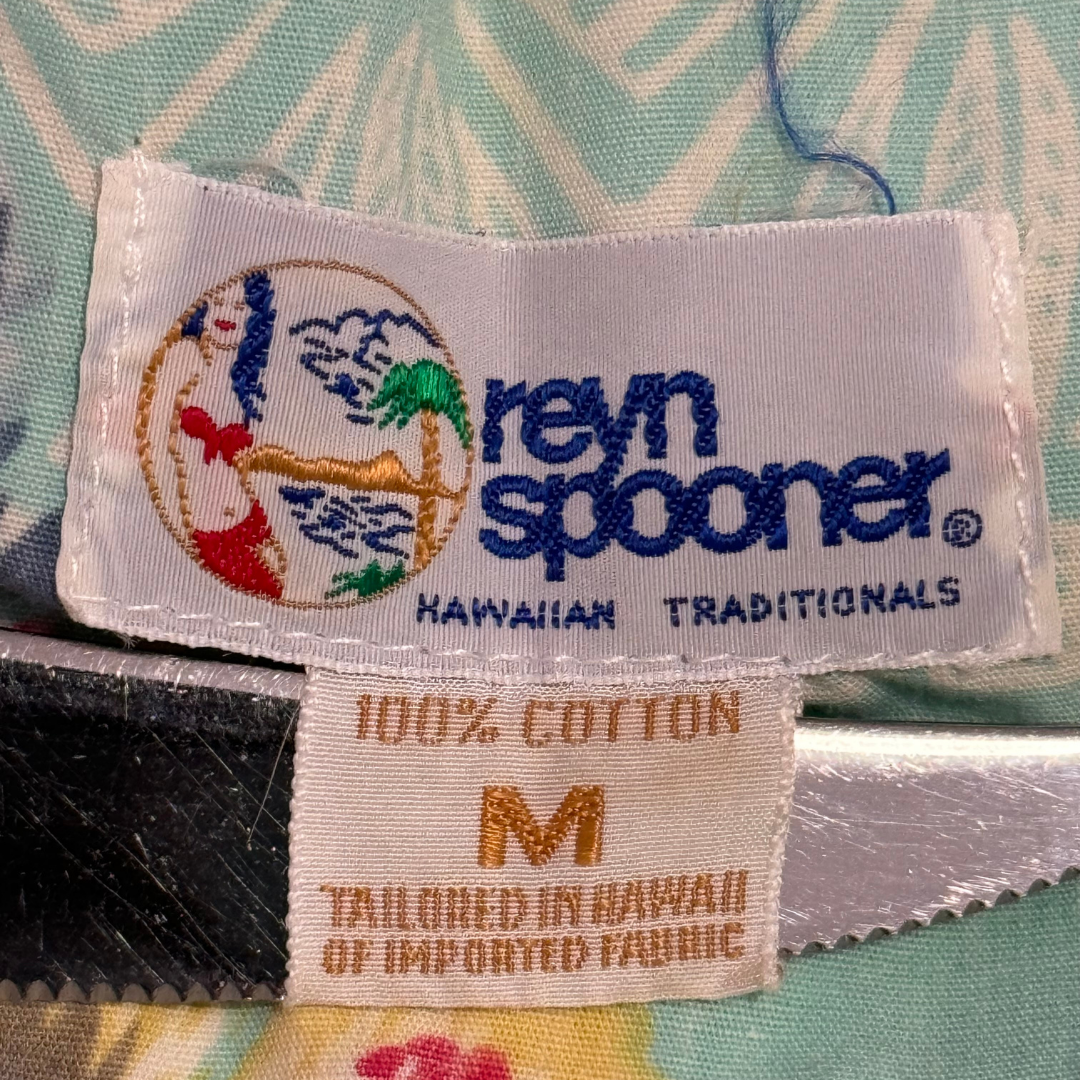 reyn
spooner®
HAWAIIAN TRADITIONALS
100% COTTON
M
TAILORED IN HAWAII
OF IMPORTED FABRIC